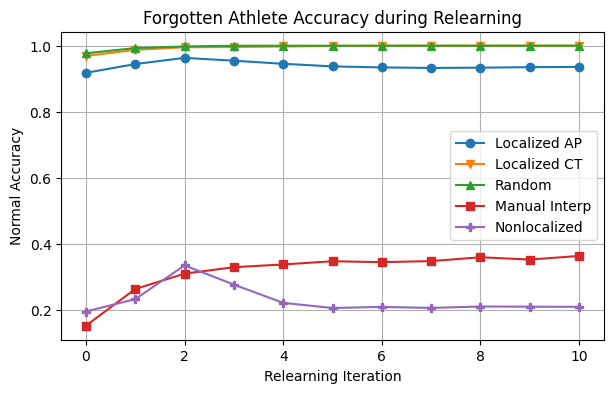 Forgotten Athlete Accuracy during Relearning
Normal Accuracy
1.0
0.8
0.6
0.4
0.2
Localized AP
Localized CT
Random
Manual Interp
Nonlocalized
0 2 4 6 8 10
Relearning Iteration